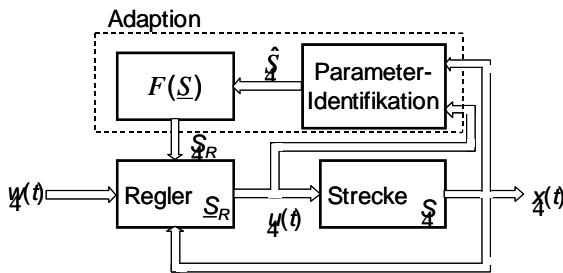 Adaption
F(S)
Ŝ
Parameter-
Identifikation
S_R
w(t)
Regler
S_R
u(t)
Strecke
S
x(t)